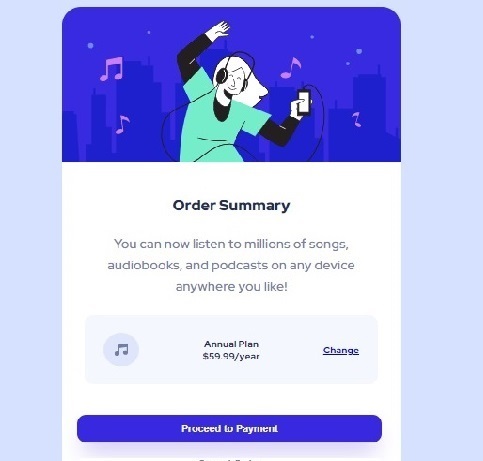 Order Summary
You can now listen to millions of songs,
audiobooks, and podcasts on any device
anywhere you like!
Annual Plan
$59.99/year
Change
Proceed to Payment